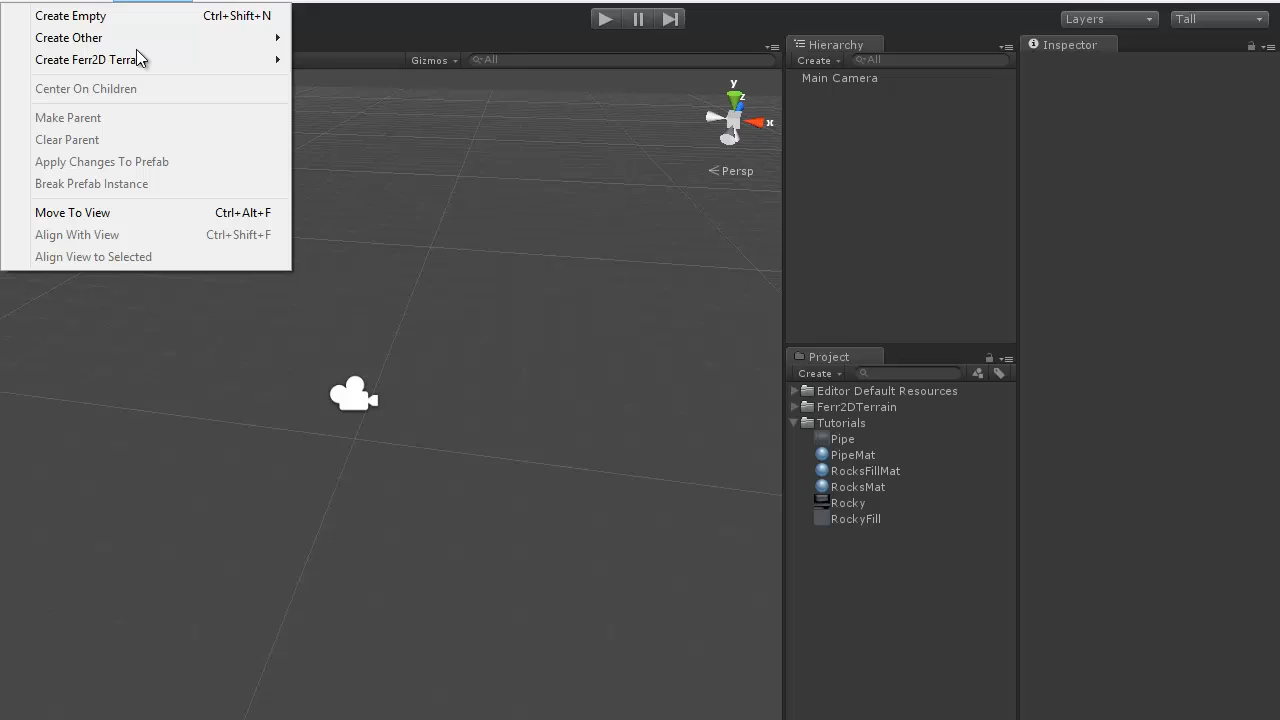 Create Empty Ctrl+Shift+N
Create Other
Create Ferr2D Terrain
Center On Children
Make Parent
Clear Parent
Apply Changes To Prefab
Break Prefab Instance
Move To View Ctrl+Alt+F
Align With View Ctrl+Shift+F
Align View to Selected
Layers
Tall
Gizmos
All
y
z
x
Persp
Hierarchy
Create
All
Main Camera
Project
Create
Editor Default Resources
Ferr2DTerrain
Tutorials
Pipe
PipeMat
RocksFillMat
RocksMat
Rocky
RockyFill
Inspector